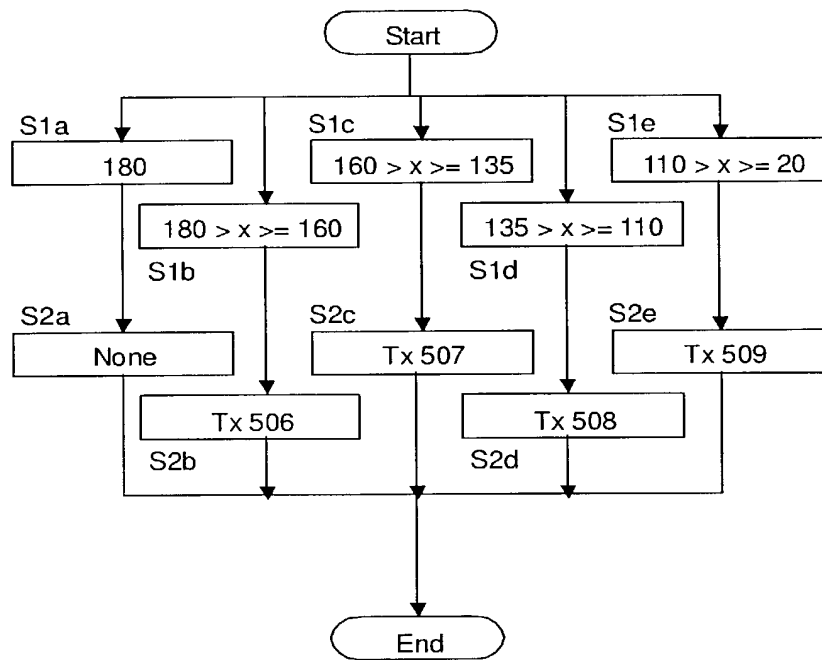 Start
S1a
S1c
S1e
180
160 > x >= 135
110 > x >= 20
180 > x >= 160
135 > x >= 110
S1b
S1d
S2a
S2c
S2e
None
Tx 507
Tx 509
Tx 506
Tx 508
S2b
S2d
End